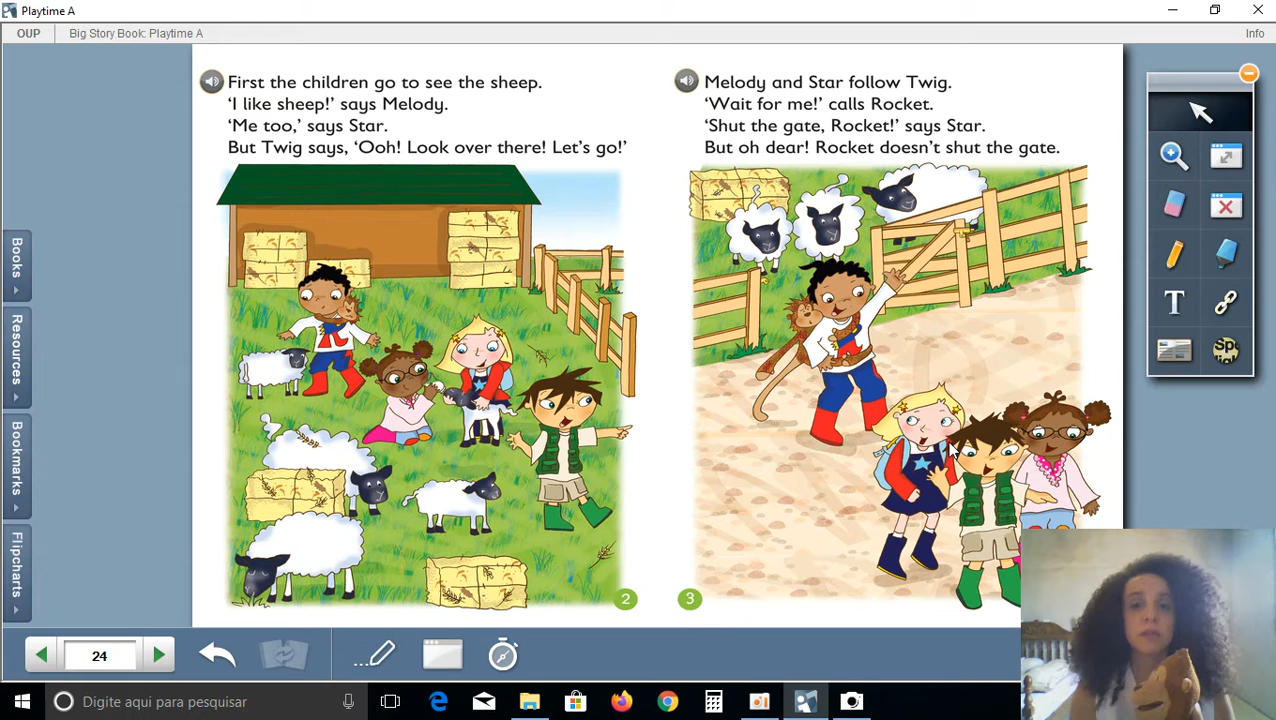 Playtime A
OUP
Big Story Book: Playtime A
Info
First the children go to see the sheep.
‘I like sheep!’ says Melody.
‘Me too,’ says Star.
But Twig says, ‘Ooh! Look over there! Let’s go!’
Melody and Star follow Twig.
‘Wait for me!’ calls Rocket.
‘Shut the gate, Rocket!’ says Star.
But oh dear! Rocket doesn’t shut the gate.
Books
Resources
Bookmarks
Flipcharts
T
2
3
24
Digite aqui para pesquisar